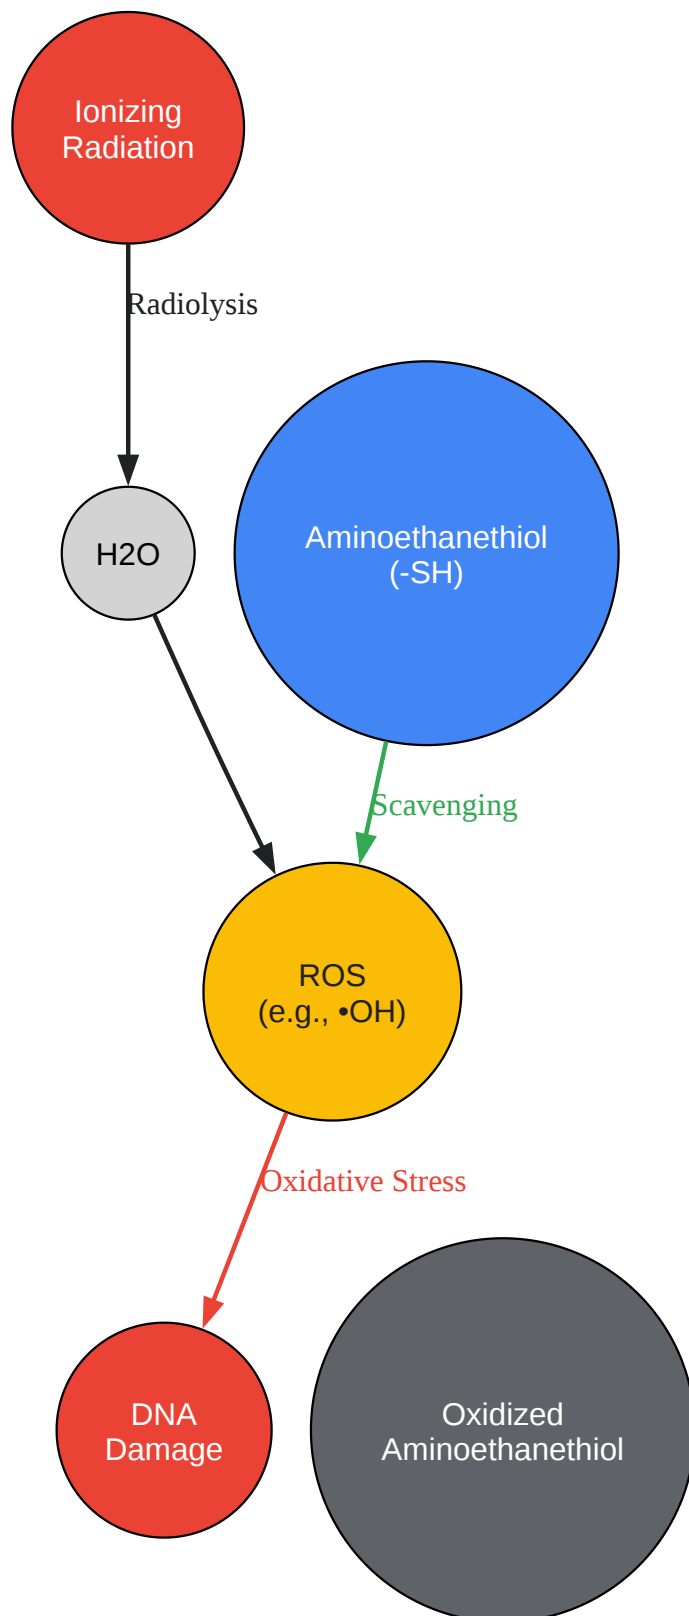 Ionizing
Radiation
Radiolysis
H2O
Aminoethanethiol
(-SH)
Scavenging
ROS
(e.g., •OH)
Oxidative Stress
DNA
Damage
Oxidized
Aminoethanethiol